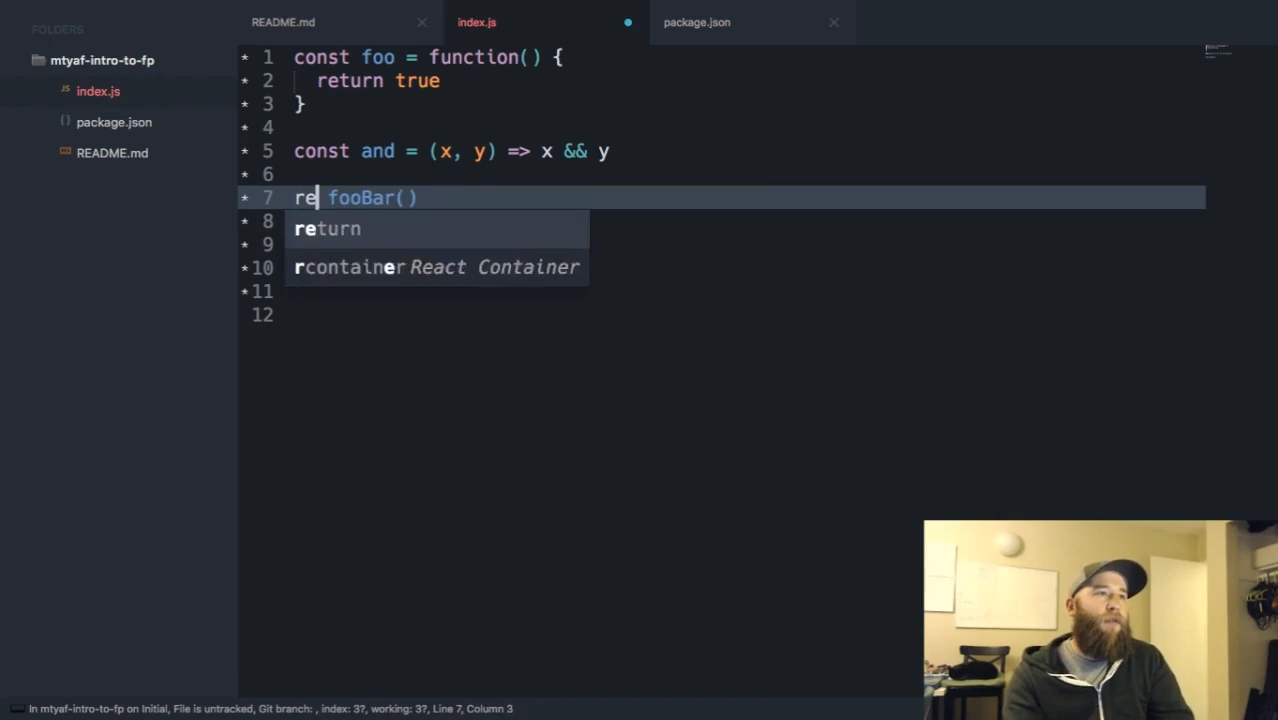 FOLDERS
mtyaf-intro-to-fp
index.js
package.json
README.md
README.md
index.js
package.json
1 const foo = function() {
2 return true
3 }
4
5 const and = (x, y) => x && y
6
7 re fooBar()
8 return
9
10 rcontainer React Container
11
12
In mtyaf-intro-to-fp on Initial, File is untracked, Git branch: , index: 3?, working: 3?, Line 7, Column 3